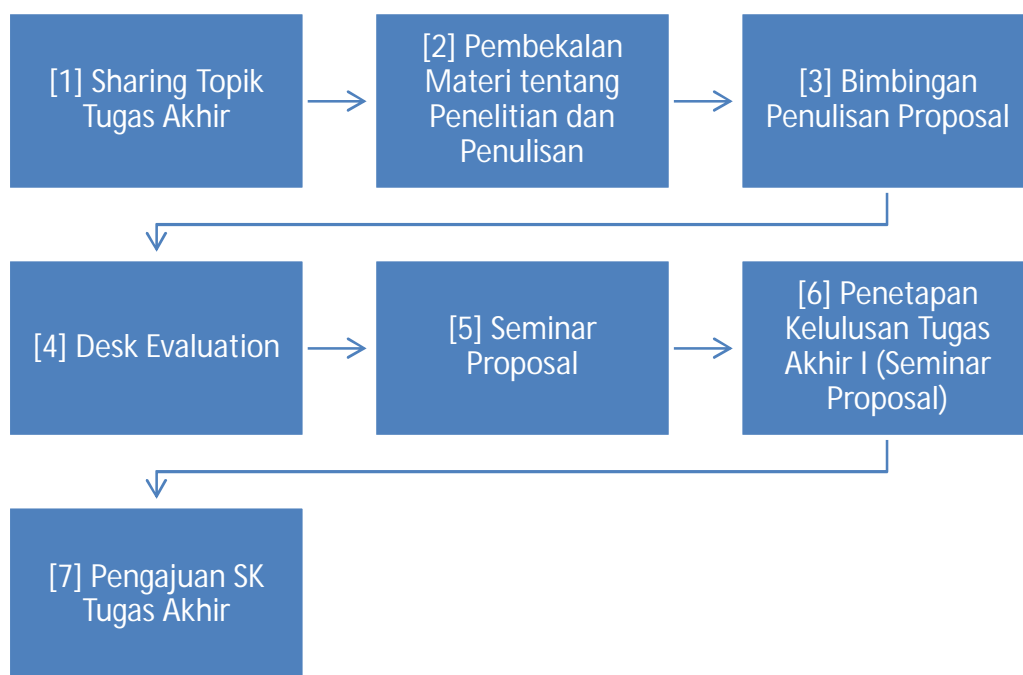 [1] Sharing Topik
Tugas Akhir
[2] Pembekalan
Materi tentang
Penelitian dan
Penulisan
[3] Bimbingan
Penulisan Proposal
[4] Desk Evaluation
[5] Seminar
Proposal
[6] Penetapan
Kelulusan Tugas
Akhir I (Seminar
Proposal)
[7] Pengajuan SK
Tugas Akhir